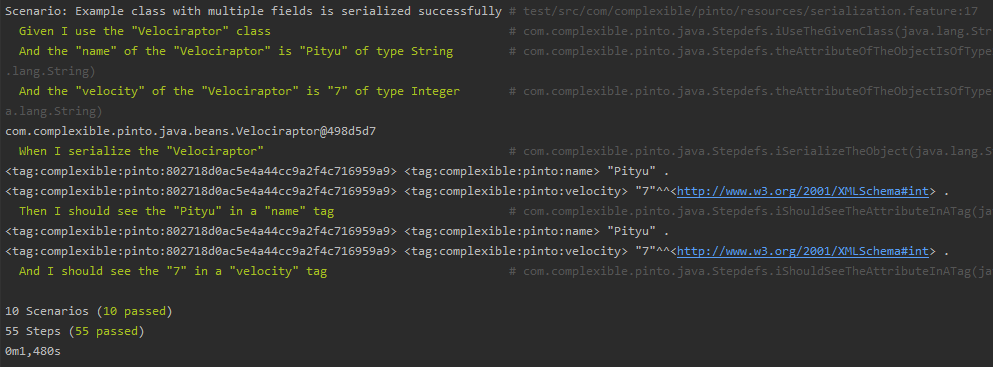 Scenario: Example class with multiple fields is serialized successfully # test/src/com/complexible/pinto/resources/serialization.feature:17
Given I use the "Velociraptor" class # com.complexible.pinto.java.Stepdefs.iUseTheGivenClass(java.lang.Str
And the "name" of the "Velociraptor" is "Pityu" of type String # com.complexible.pinto.java.Stepdefs.theAttributeOfTheObjectIsOfType
.lang.String)
And the "velocity" of the "Velociraptor" is "7" of type Integer # com.complexible.pinto.java.Stepdefs.theAttributeOfTheObjectIsOfType
a.lang.String)
com.complexible.pinto.java.beans.Velociraptor@498d5d7
When I serialize the "Velociraptor" # com.complexible.pinto.java.Stepdefs.iSerializeTheObject(java.lang.S
<tag:complexible:pinto:802718d0ac5e4a44cc9a2f4c716959a9> <tag:complexible:pinto:name> "Pityu" .
<tag:complexible:pinto:802718d0ac5e4a44cc9a2f4c716959a9> <tag:complexible:pinto:velocity> "7"^^<http://www.w3.org/2001/XMLSchema#int> .
Then I should see the "Pityu" in a "name" tag # com.complexible.pinto.java.Stepdefs.iShouldSeeTheAttributeInATag(ja
<tag:complexible:pinto:802718d0ac5e4a44cc9a2f4c716959a9> <tag:complexible:pinto:name> "Pityu" .
<tag:complexible:pinto:802718d0ac5e4a44cc9a2f4c716959a9> <tag:complexible:pinto:velocity> "7"^^<http://www.w3.org/2001/XMLSchema#int> .
And I should see the "7" in a "velocity" tag # com.complexible.pinto.java.Stepdefs.iShouldSeeTheAttributeInATag(ja
10 Scenarios (10 passed)
55 Steps (55 passed)
0m1,480s